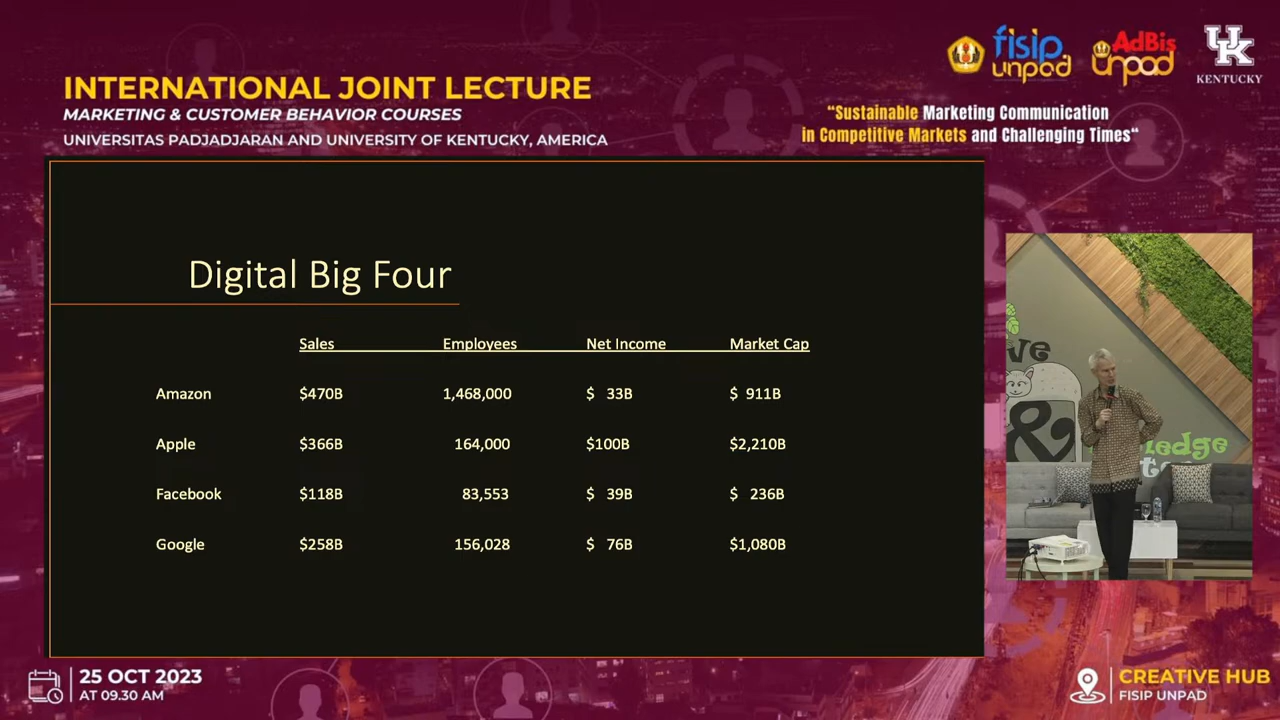 INTERNATIONAL JOINT LECTURE
MARKETING & CUSTOMER BEHAVIOR COURSES
UNIVERSITAS PADJADJARAN AND UNIVERSITY OF KENTUCKY, AMERICA
fisip unpad
AdBis unpad
UK KENTUCKY
“Sustainable Marketing Communication
in Competitive Markets and Challenging Times“
Digital Big Four
Sales Employees Net Income Market Cap
Amazon $470B 1,468,000 $ 33B $ 911B
Apple $366B 164,000 $100B $2,210B
Facebook $118B 83,553 $ 39B $ 236B
Google $258B 156,028 $ 76B $1,080B
&
25 OCT 2023
AT 09.30 AM
CREATIVE HUB
FISIP UNPAD